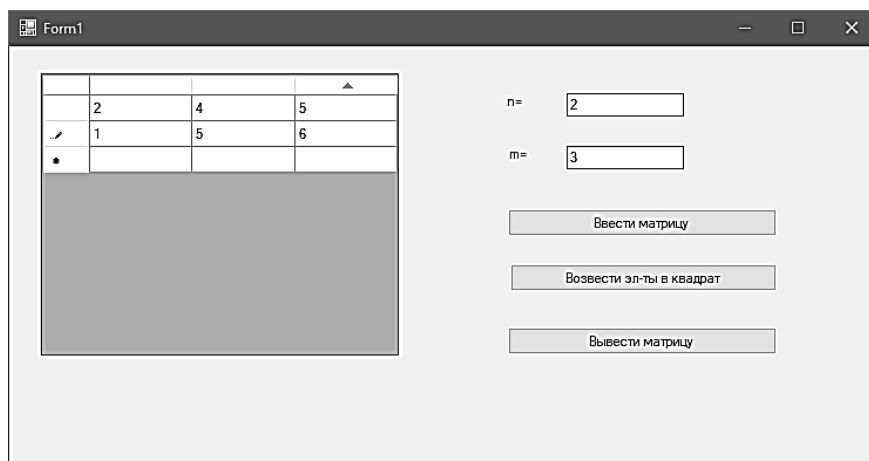 Form1
2 4 5
1 5 6
n= 2
m= 3
Ввести матрицу
Возвести эл-ты в квадрат
Вывести матрицу